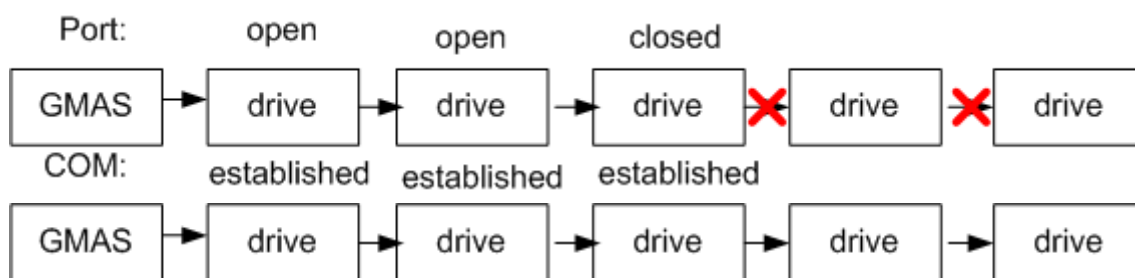 Port: open open closed
GMAS drive drive drive drive drive
COM: established established established
GMAS drive drive drive drive drive